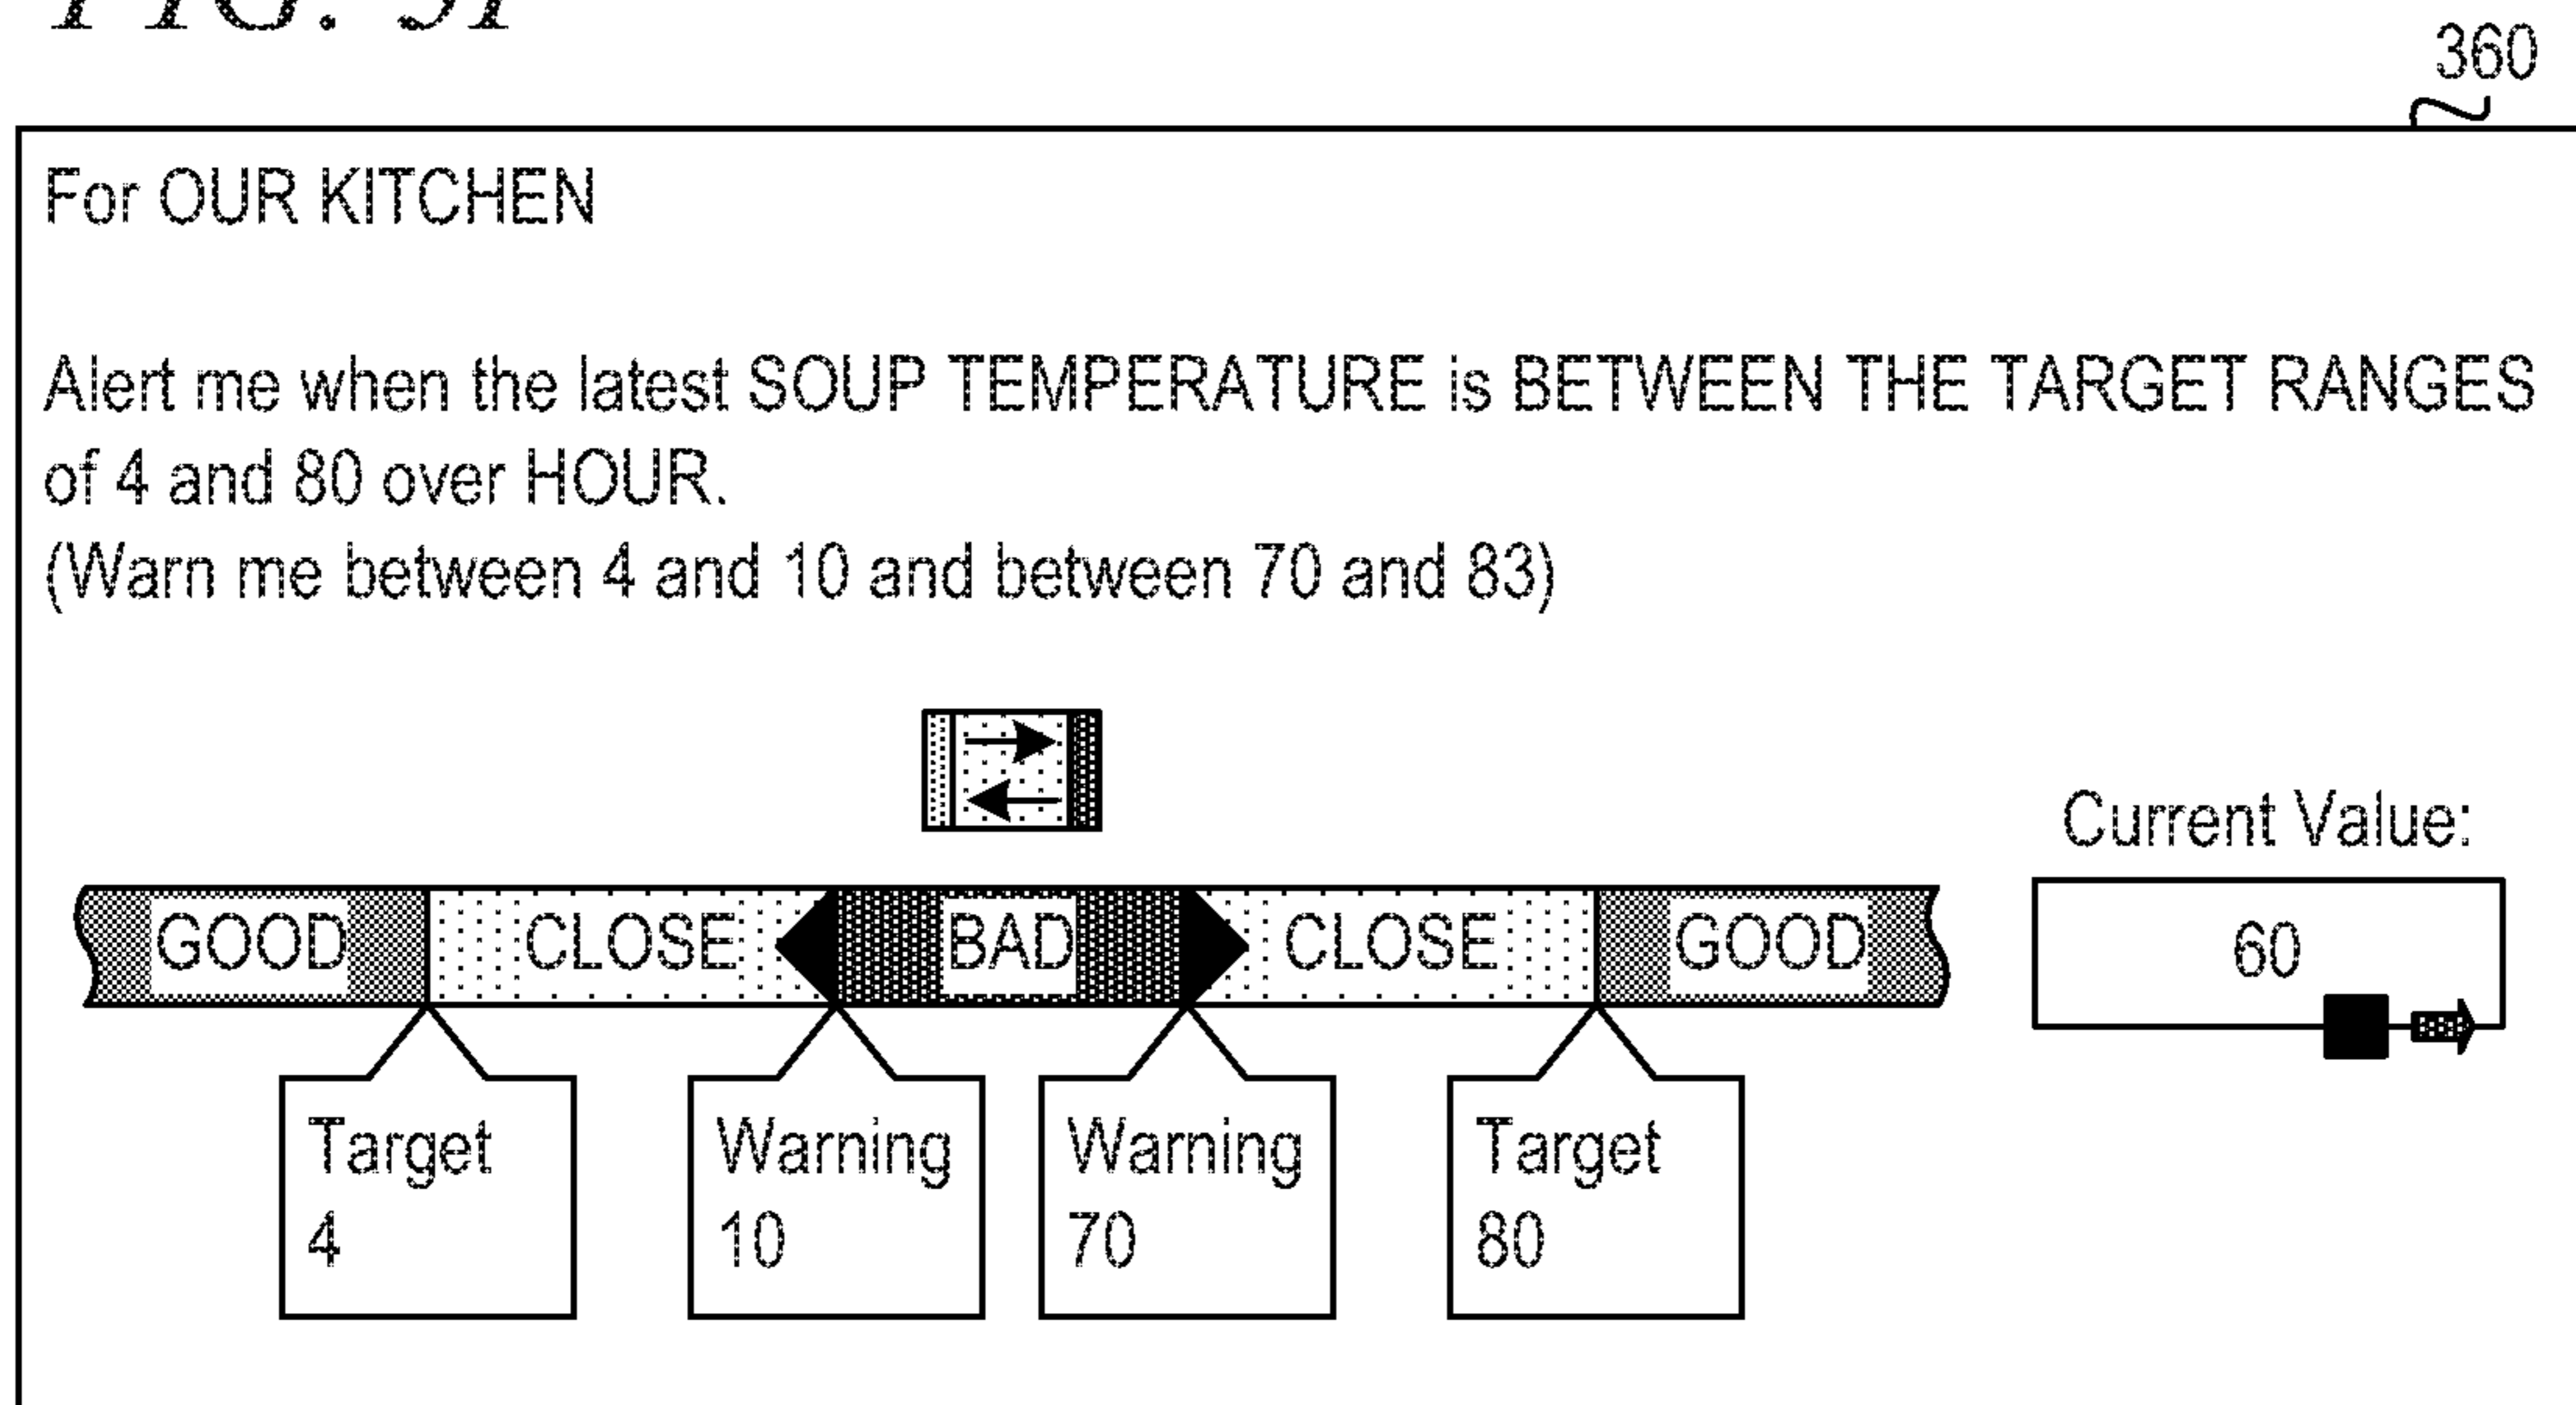 FIG.
360
For OUR KITCHEN
Alert me when the latest SOUP TEMPERATURE is BETWEEN THE TARGET RANGES
of 4 and 80 over HOUR.
(Warn me between 4 and 10 and between 70 and 83)
Current Value:
GOOD CLOSE BAD CLOSE GOOD
60
Target
4
Warning
10
Warning
70
Target
80